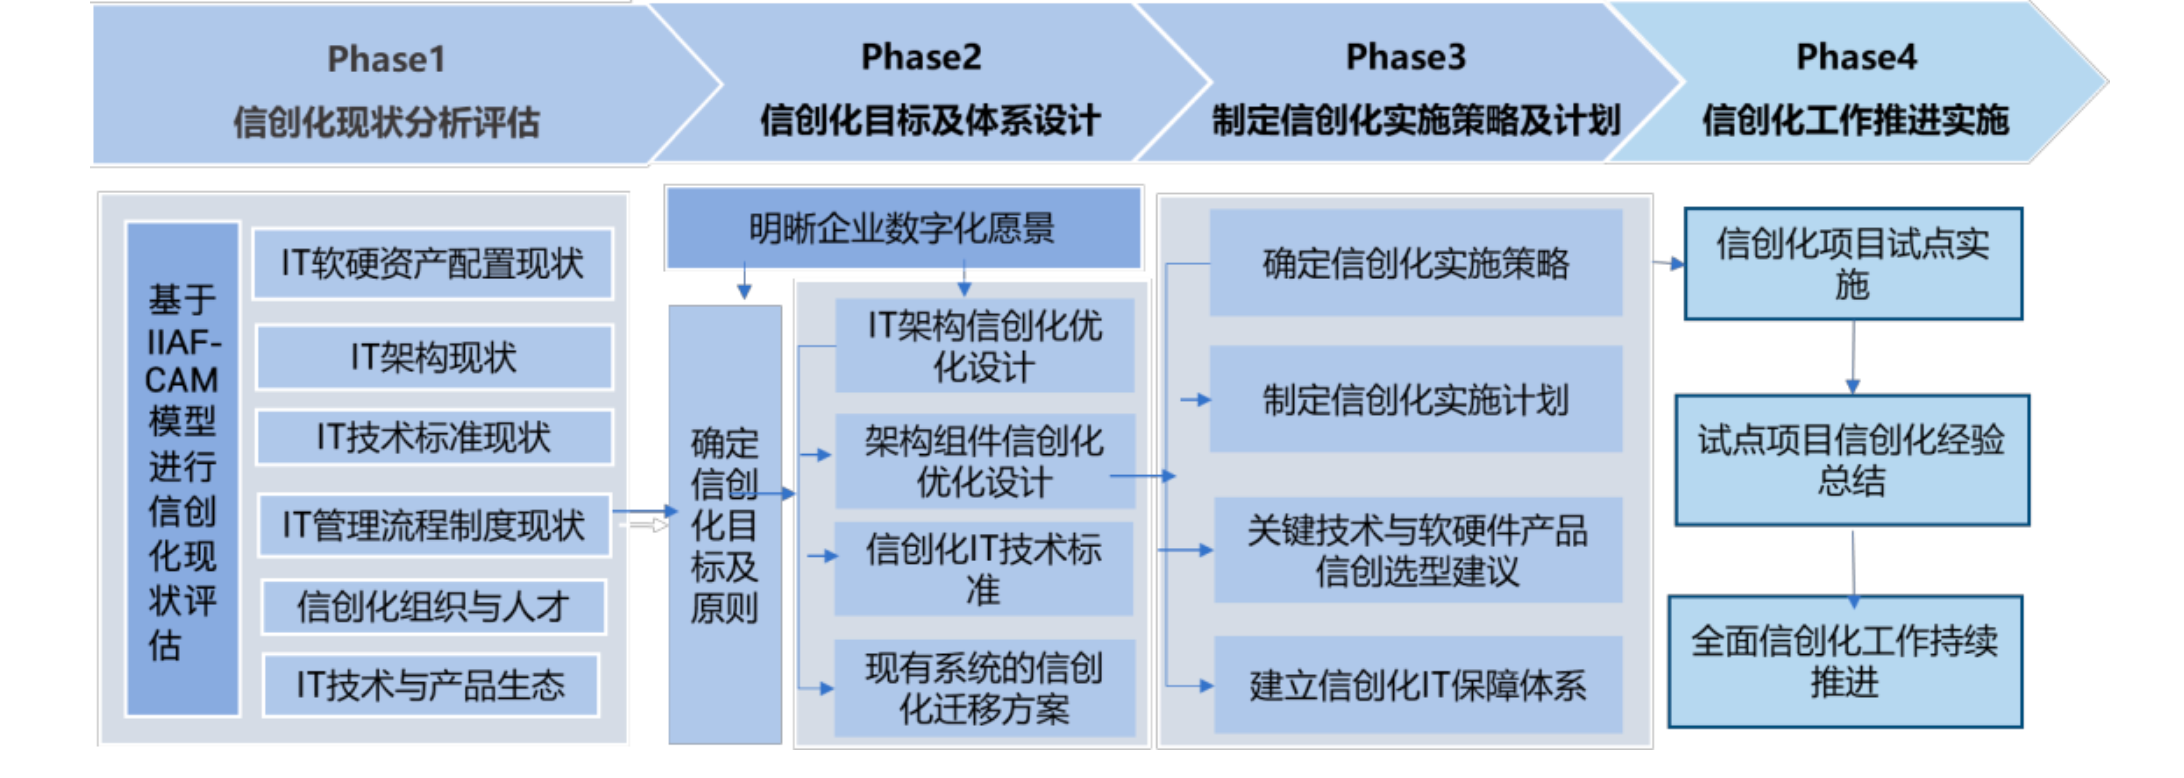 Phase1
信创化现状分析评估
Phase2
信创化目标及体系设计
Phase3
制定信创化实施策略及计划
Phase4
信创化工作推进实施
基于
IIAF-
CAM
模型
进行
信创
化现
状评
估
IT软硬资产配置现状
IT架构现状
IT技术标准现状
IT管理流程制度现状
信创化组织与人才
IT技术与产品生态
明晰企业数字化愿景
确定
信创
化目
标及
原则
IT架构信创化优
化设计
架构组件信创化
优化设计
信创化IT技术标
准
现有系统的信创
化迁移方案
确定信创化实施策略
制定信创化实施计划
关键技术与软硬件产品
信创选型建议
建立信创化IT保障体系
信创化项目试点实
施
试点项目信创化经验
总结
全面信创化工作持续
推进